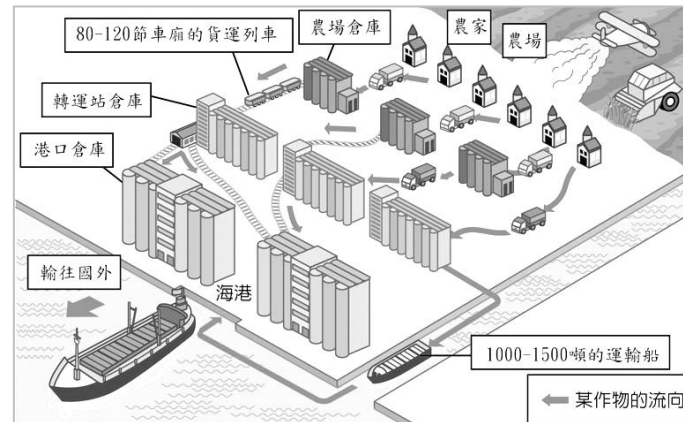 80-120節車廂的貨運列車
農場倉庫
農家
農場
轉運站倉庫
港口倉庫
輸往國外
海港
1000-1500噸的運輸船
某作物的流向